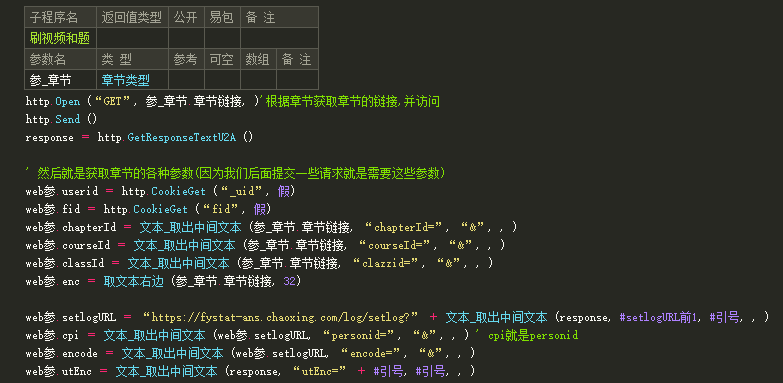 子程序名 返回值类型 公开 易包 备 注
刷视频和题
参数名 类 型 参考 可空 数组 备 注
参_章节 章节类型
http.Open (“GET”, 参_章节.章节链接, )'根据章节获取章节的链接,并访问
http.Send ()
response = http.GetResponseTextU2A ()
' 然后就是获取章节的各种参数(因为我们后面提交一些请求就是需要这些参数)
web参.userid = http.CookieGet (“_uid”, 假)
web参.fid = http.CookieGet (“fid”, 假)
web参.chapterId = 文本_取出中间文本 (参_章节.章节链接, “chapterId=”, “&”, , )
web参.courseId = 文本_取出中间文本 (参_章节.章节链接, “courseId=”, “&”, , )
web参.classId = 文本_取出中间文本 (参_章节.章节链接, “clazzid=”, “&”, , )
web参.enc = 取文本右边 (参_章节.章节链接, 32)
web参.setlogURL = “https://fystat-ans.chaoxing.com/log/setlog?” + 文本_取出中间文本 (response, #setlogURL前1, #引号, , )
web参.cpi = 文本_取出中间文本 (web参.setlogURL, “personid=”, “&”, , ) ' cpi就是personid
web参.encode = 文本_取出中间文本 (web参.setlogURL, “encode=”, “&”, , )
web参.utEnc = 文本_取出中间文本 (response, “utEnc=” + #引号, #引号, , )